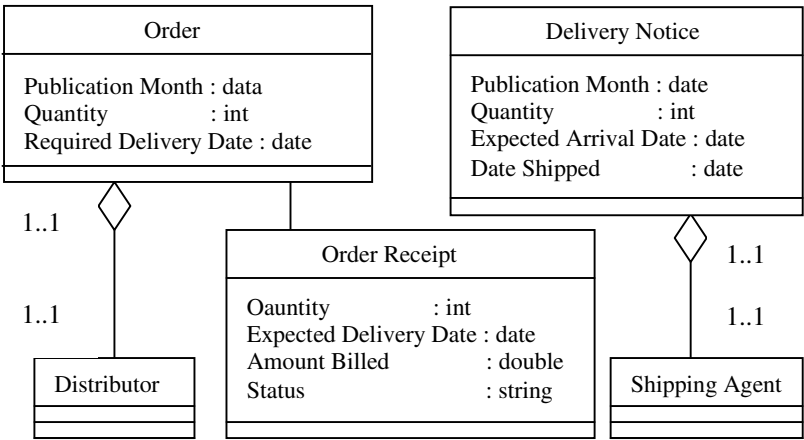 Order
Publication Month : data
Quantity : int
Required Delivery Date : date
Delivery Notice
Publication Month : date
Quantity : int
Expected Arrival Date : date
Date Shipped : date
1..1
1..1
Order Receipt
Oauntity : int
Expected Delivery Date : date
Amount Billed : double
Status : string
1..1
1..1
Distributor
Shipping Agent